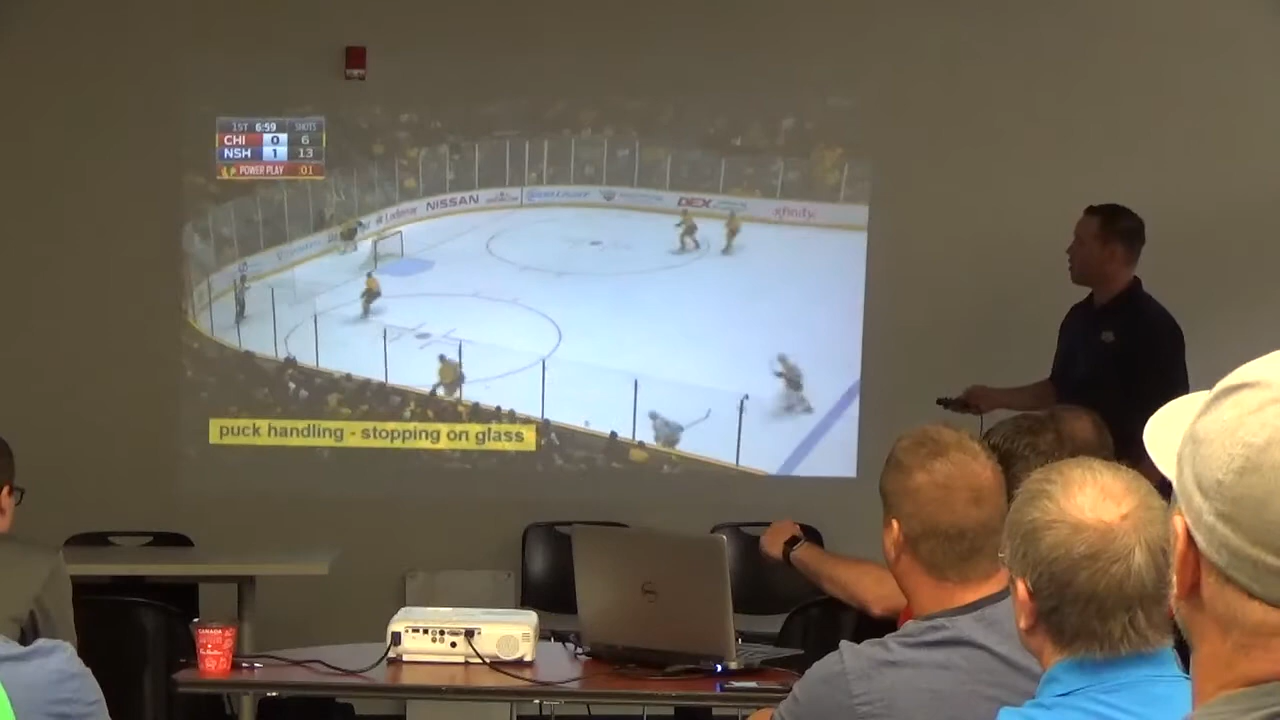 1ST 6:59 SHOTS
CHI 0 6
NSH 1 13
POWER PLAY :01
NISSAN
DEX
xfinity
puck handling - stopping on glass
DELL
CANADA